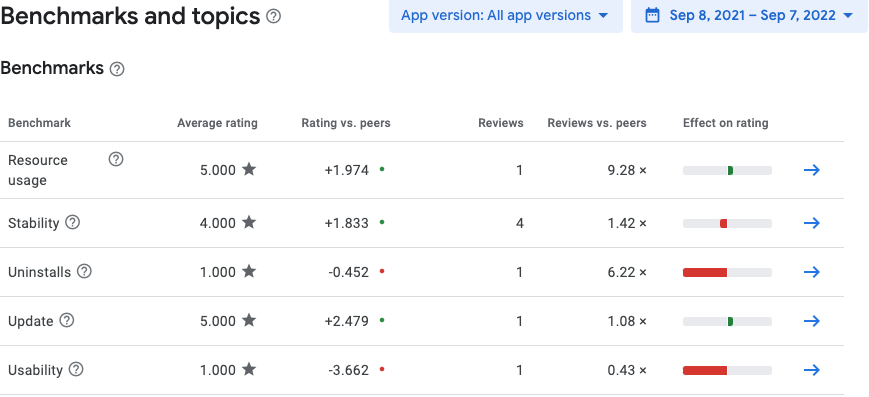 Benchmarks and topics
App version: All app versions
Sep 8, 2021 – Sep 7, 2022
Benchmarks
Benchmark Average rating Rating vs. peers Reviews Reviews vs. peers Effect on rating
Resource usage 5.000 ★ +1.974 1 9.28 ×
Stability 4.000 ★ +1.833 4 1.42 ×
Uninstalls 1.000 ★ -0.452 1 6.22 ×
Update 5.000 ★ +2.479 1 1.08 ×
Usability 1.000 ★ -3.662 1 0.43 ×